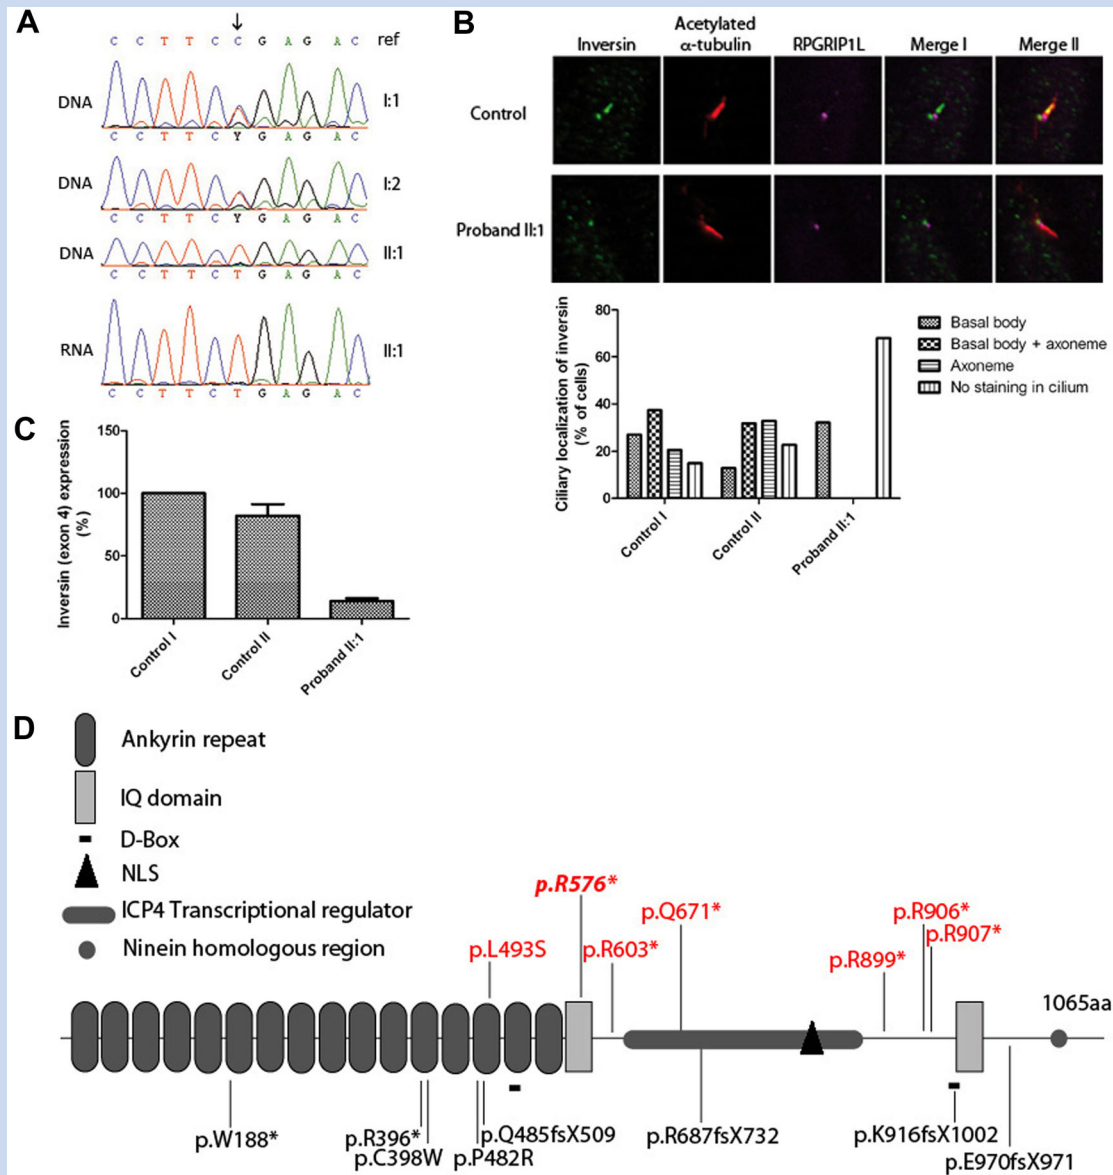 A
C C T T C C G A G A C ref
DNA I:1
C C T T C Y G A G A C
DNA I:2
C C T T C Y G A G A C
DNA II:1
C C T T C T G A G A C
RNA II:1
C C T T C T G A G A C
B
Inversin
Acetylated
α-tubulin
RPGRIP1L
Merge I
Merge II
Control
Proband II:1
Ciliary localization of inversin
(% of cells)
80
60
40
20
0
Control I
Control II
Proband II:1
Basal body
Basal body + axoneme
Axoneme
No staining in cilium
C
Inversin (exon 4) expression
(%)
150
100
50
0
Control I
Control II
Proband II:1
D
Ankyrin repeat
IQ domain
D-Box
NLS
ICP4 Transcriptional regulator
Ninein homologous region
p.R576*
p.L493S
p.R603*
p.Q671*
p.R899*
p.R906*
p.R907*
1065aa
p.W188*
p.R396*
p.C398W
p.P482R
p.Q485fsX509
p.R687fsX732
p.K916fsX1002
p.E970fsX971